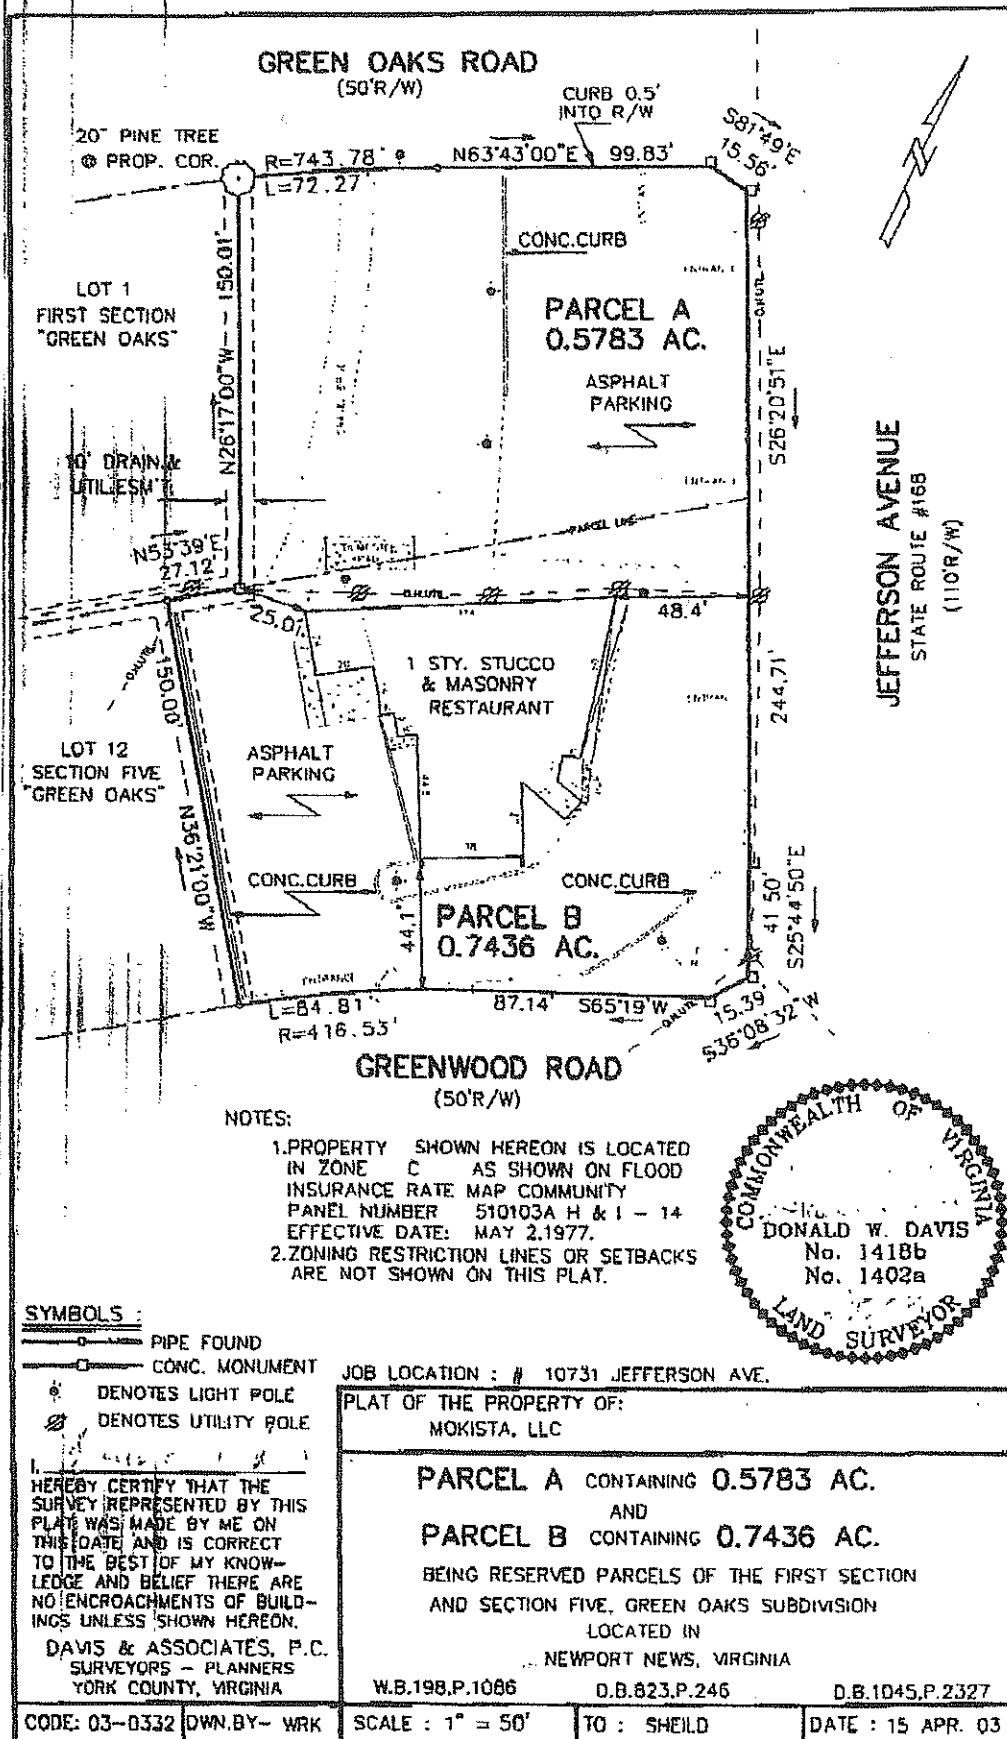 GREEN OAKS ROAD
(50'R/W)
CURB 0.5'
INTO R/W
20" PINE TREE
@ PROP. COR.
R=743.78'
L=72.27'
N63°43'00"E 99.83'
S81°49'E
15.56'
CONC.CURB
LOT 1
FIRST SECTION
"GREEN OAKS"
N26°17'00"W 150.01'
PARCEL A
0.5783 AC.
ASPHALT
PARKING
O.H.UTL
S26°20'51"E
JEFFERSON AVENUE
STATE ROUTE #168
(110'R/W)
10' DRAIN.&
UTIL.ESM'T
PARCEL LINE
N53°39'E
27.12'
O.H.UTL
25.01'
48.4'
1 STY. STUCCO
& MASONRY
RESTAURANT
244.71'
150.00'
N36°21'00"W
LOT 12
SECTION FIVE
"GREEN OAKS"
ASPHALT
PARKING
CONC.CURB
CONC.CURB
44.1'
PARCEL B
0.7436 AC.
41 50'
S25°44'50"E
ENTRANCE
L=84.81'
R=416.53'
87.14'
S65°19'W
O.H.UTL
15.39'
S36°08'32"W
GREENWOOD ROAD
(50'R/W)
NOTES:
1.PROPERTY SHOWN HEREON IS LOCATED
IN ZONE C AS SHOWN ON FLOOD
INSURANCE RATE MAP COMMUNITY
PANEL NUMBER 510103A H & I - 14
EFFECTIVE DATE: MAY 2.1977.
2.ZONING RESTRICTION LINES OR SETBACKS
ARE NOT SHOWN ON THIS PLAT.
COMMONWEALTH OF VIRGINIA
DONALD W. DAVIS
No. 1418b
No. 1402a
LAND SURVEYOR
SYMBOLS :
PIPE FOUND
CONC. MONUMENT
DENOTES LIGHT POLE
DENOTES UTILITY POLE
I,
HEREBY CERTIFY THAT THE
SURVEY REPRESENTED BY THIS
PLAT WAS MADE BY ME ON
THIS DATE AND IS CORRECT
TO THE BEST OF MY KNOW-
LEDGE AND BELIEF THERE ARE
NO ENCROACHMENTS OF BUILD-
INGS UNLESS SHOWN HEREON.
DAVIS & ASSOCIATES, P.C.
SURVEYORS - PLANNERS
YORK COUNTY, VIRGINIA
JOB LOCATION : # 10731 JEFFERSON AVE.
PLAT OF THE PROPERTY OF:
MOKISTA, LLC
PARCEL A CONTAINING 0.5783 AC.
AND
PARCEL B CONTAINING 0.7436 AC.
BEING RESERVED PARCELS OF THE FIRST SECTION
AND SECTION FIVE, GREEN OAKS SUBDIVISION
LOCATED IN
NEWPORT NEWS, VIRGINIA
W.B.198,P.1086 D.B.823,P.246 D.B.1045,P.2327
CODE: 03-0332 DWN.BY- WRK SCALE : 1" = 50' TO : SHEILD DATE : 15 APR. 03